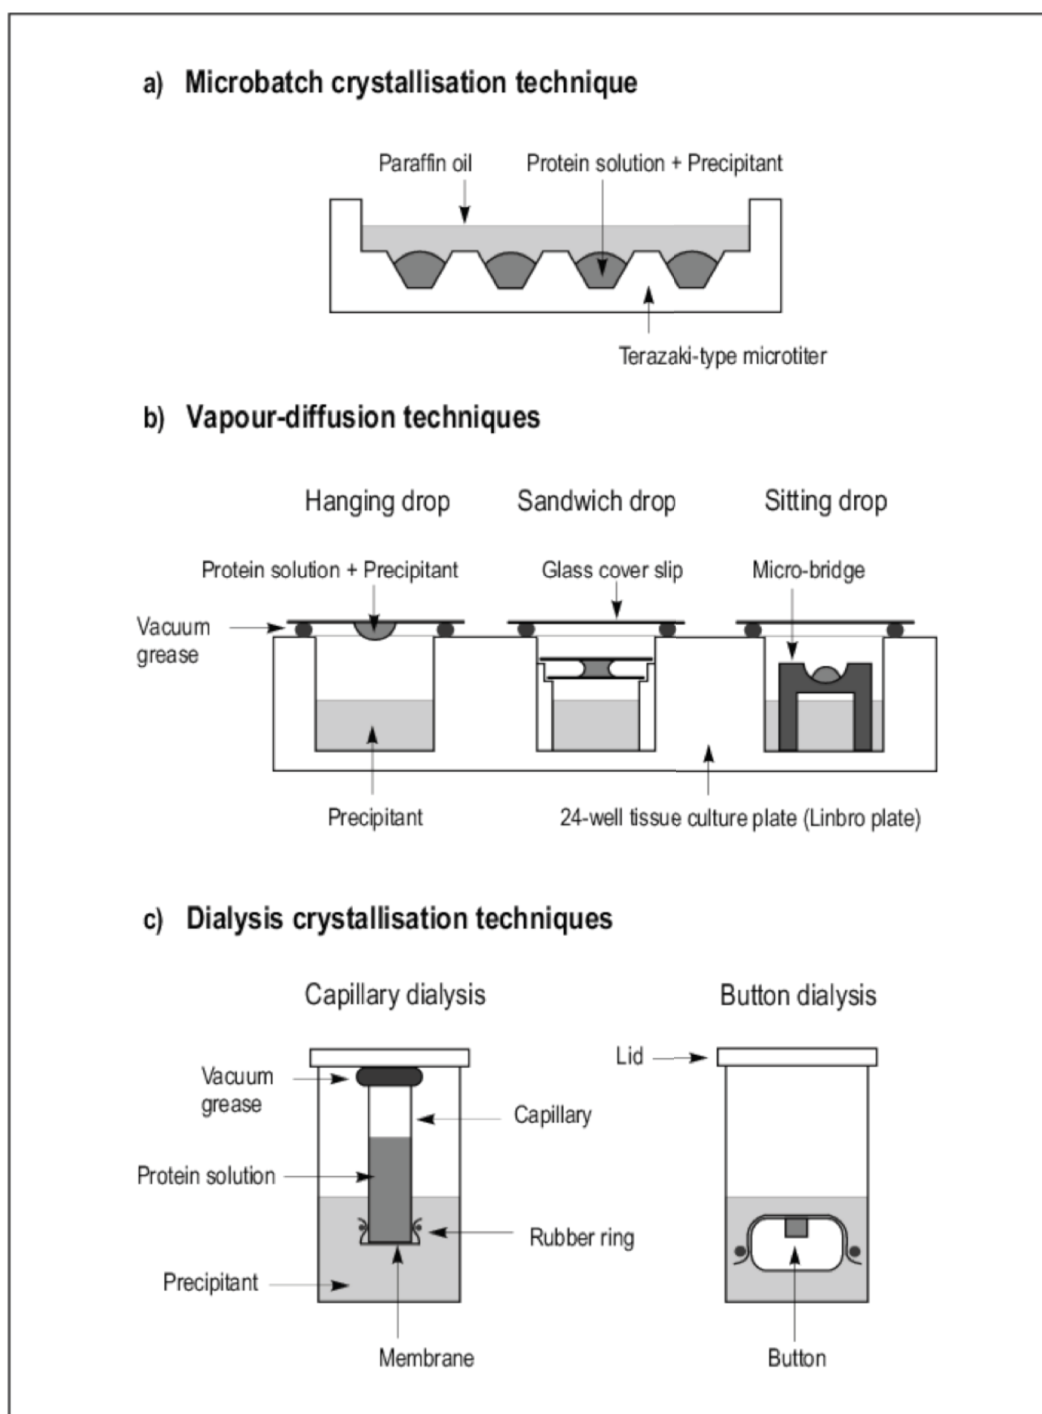 a) Microbatch crystallisation technique
Paraffin oil
Protein solution + Precipitant
Terazaki-type microtiter
b) Vapour-diffusion techniques
Hanging drop
Sandwich drop
Sitting drop
Protein solution + Precipitant
Glass cover slip
Micro-bridge
Vacuum
grease
Precipitant
24-well tissue culture plate (Linbro plate)
c) Dialysis crystallisation techniques
Capillary dialysis
Button dialysis
Lid
Vacuum
grease
Capillary
Protein solution
Rubber ring
Precipitant
Membrane
Button